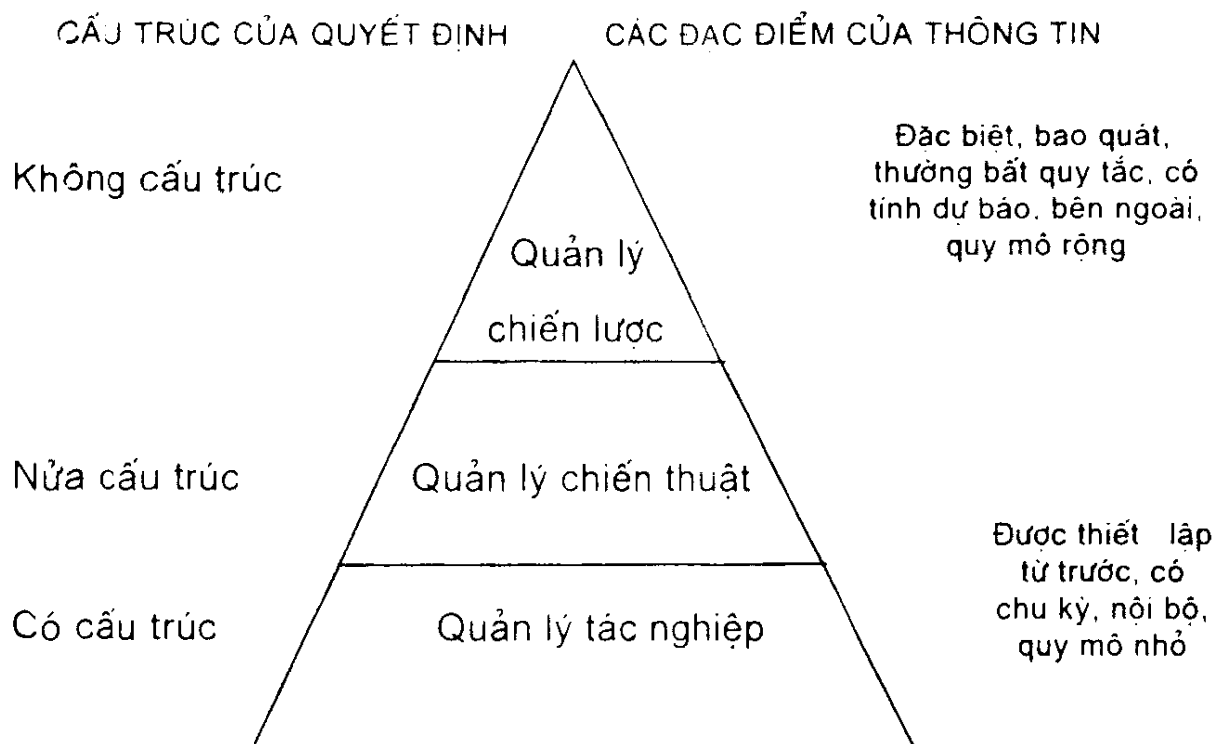 CẤU TRÚC CỦA QUYẾT ĐỊNH
CÁC ĐẶC ĐIỂM CỦA THÔNG TIN
Không cấu trúc
Đặc biệt, bao quát,
thường bất quy tắc, có
tính dự báo, bên ngoài,
quy mô rộng
Quản lý
chiến lược
Nửa cấu trúc
Quản lý chiến thuật
Được thiết lập
từ trước, có
chu kỳ, nội bộ,
quy mô nhỏ
Có cấu trúc
Quản lý tác nghiệp